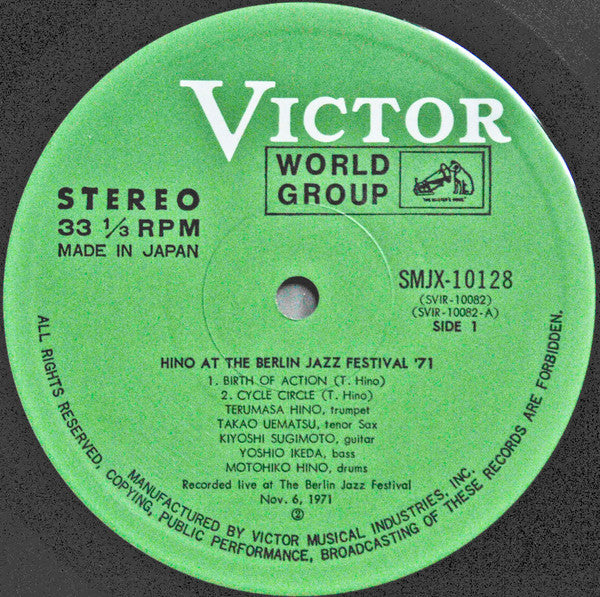 VICTOR
WORLD
GROUP
"HIS MASTER'S VOICE"
STEREO
33 1/3 RPM
MADE IN JAPAN
SMJX-10128
(SVIR-10082)
(SVIR-10082-A)
SIDE 1
HINO AT THE BERLIN JAZZ FESTIVAL '71
1. BIRTH OF ACTION (T. Hino)
2. CYCLE CIRCLE (T. Hino)
TERUMASA HINO, trumpet
TAKAO UEMATSU, tenor Sax
KIYOSHI SUGIMOTO, guitar
YOSHIO IKEDA, bass
MOTOHIKO HINO, drums
Recorded live at The Berlin Jazz Festival
Nov. 6, 1971
②
MANUFACTURED BY VICTOR MUSICAL INDUSTRIES, INC.
ALL RIGHTS RESERVED, COPYING, PUBLIC PERFORMANCE, BROADCASTING OF THESE RECORDS ARE FORBIDDEN.